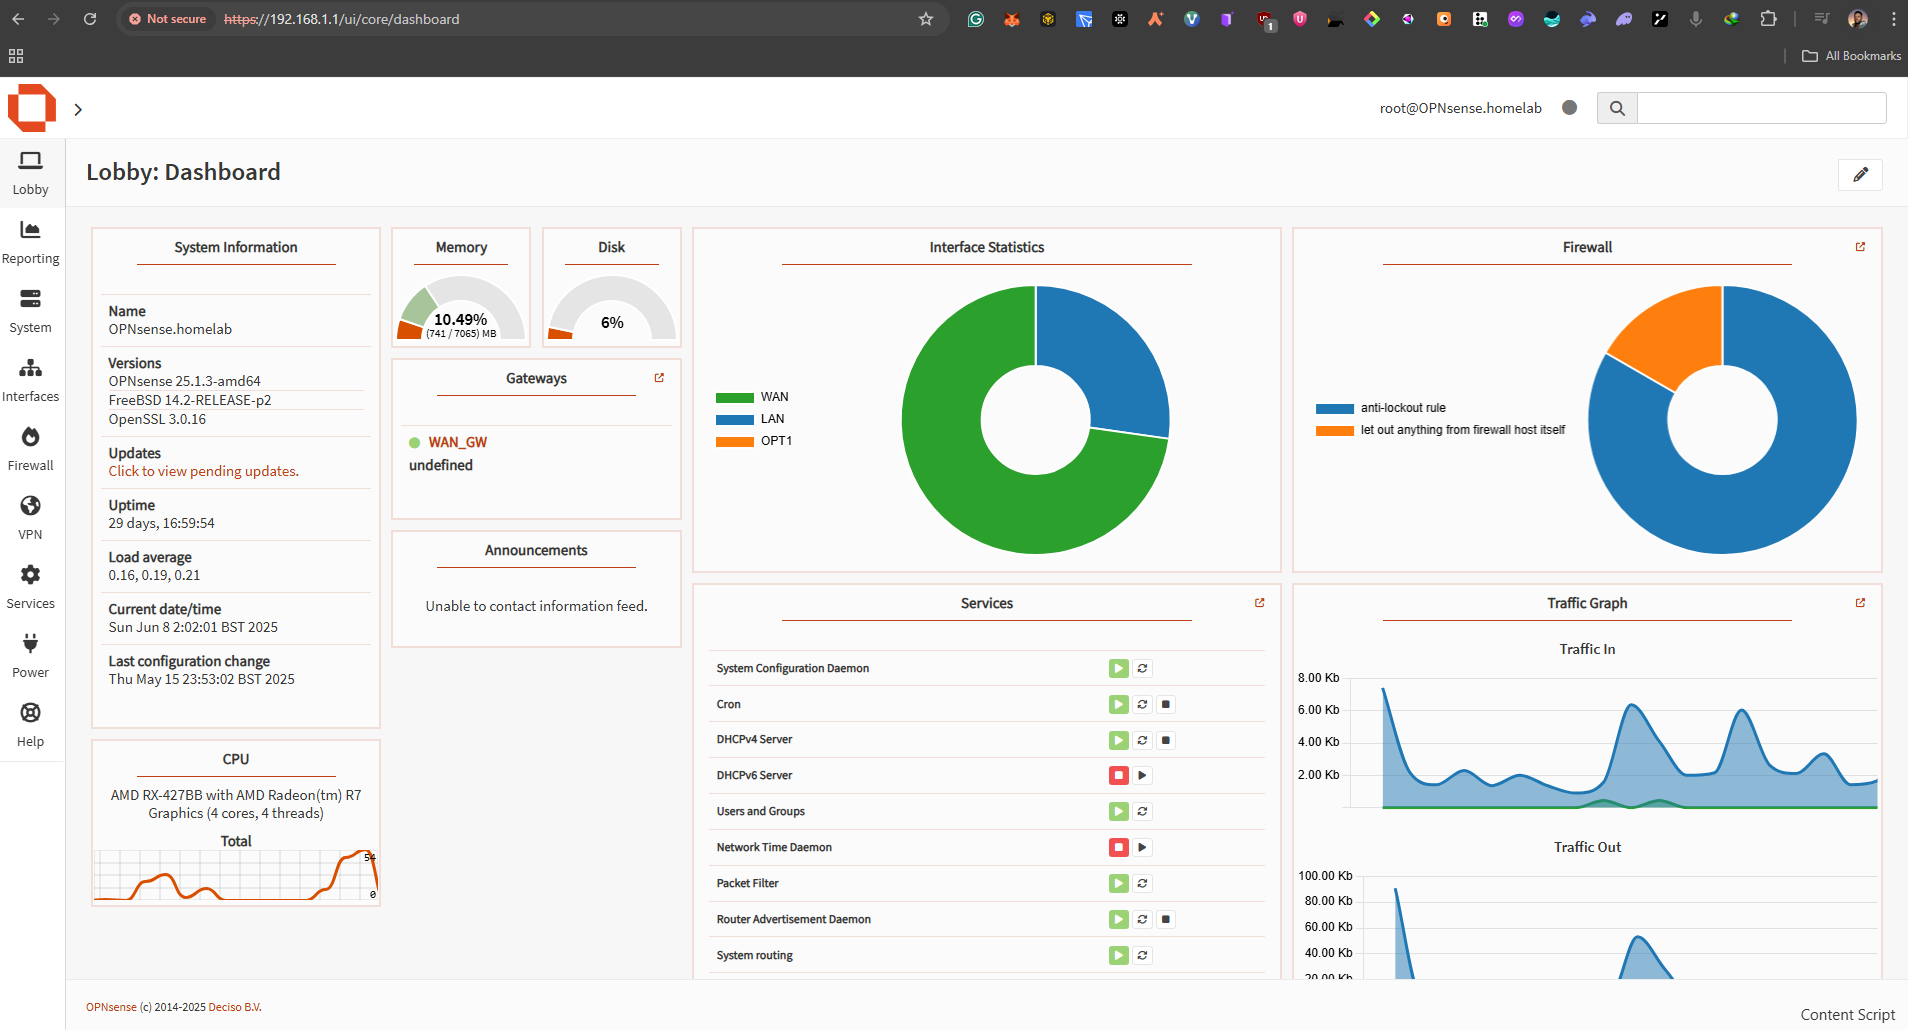 Not secure
https://192.168.1.1/ui/core/dashboard
1
All Bookmarks
root@OPNsense.homelab
Lobby
Reporting
System
Interfaces
Firewall
VPN
Services
Power
Help
Lobby: Dashboard
System Information
Name
OPNsense.homelab
Versions
OPNsense 25.1.3-amd64
FreeBSD 14.2-RELEASE-p2
OpenSSL 3.0.16
Updates
Click to view pending updates.
Uptime
29 days, 16:59:54
Load average
0.16, 0.19, 0.21
Current date/time
Sun Jun 8 2:02:01 BST 2025
Last configuration change
Thu May 15 23:53:02 BST 2025
CPU
AMD RX-427BB with AMD Radeon(tm) R7
Graphics (4 cores, 4 threads)
Total
54
0
Memory
10.49%
(741 / 7065) MB
Disk
6%
Gateways
WAN_GW
undefined
Announcements
Unable to contact information feed.
Interface Statistics
WAN
LAN
OPT1
Services
System Configuration Daemon
Cron
DHCPv4 Server
DHCPv6 Server
Users and Groups
Network Time Daemon
Packet Filter
Router Advertisement Daemon
System routing
Firewall
anti-lockout rule
let out anything from firewall host itself
Traffic Graph
Traffic In
8.00 Kb
6.00 Kb
4.00 Kb
2.00 Kb
Traffic Out
100.00 Kb
80.00 Kb
60.00 Kb
40.00 Kb
20.00 Kb
OPNsense (c) 2014-2025 Deciso B.V.
Content Script